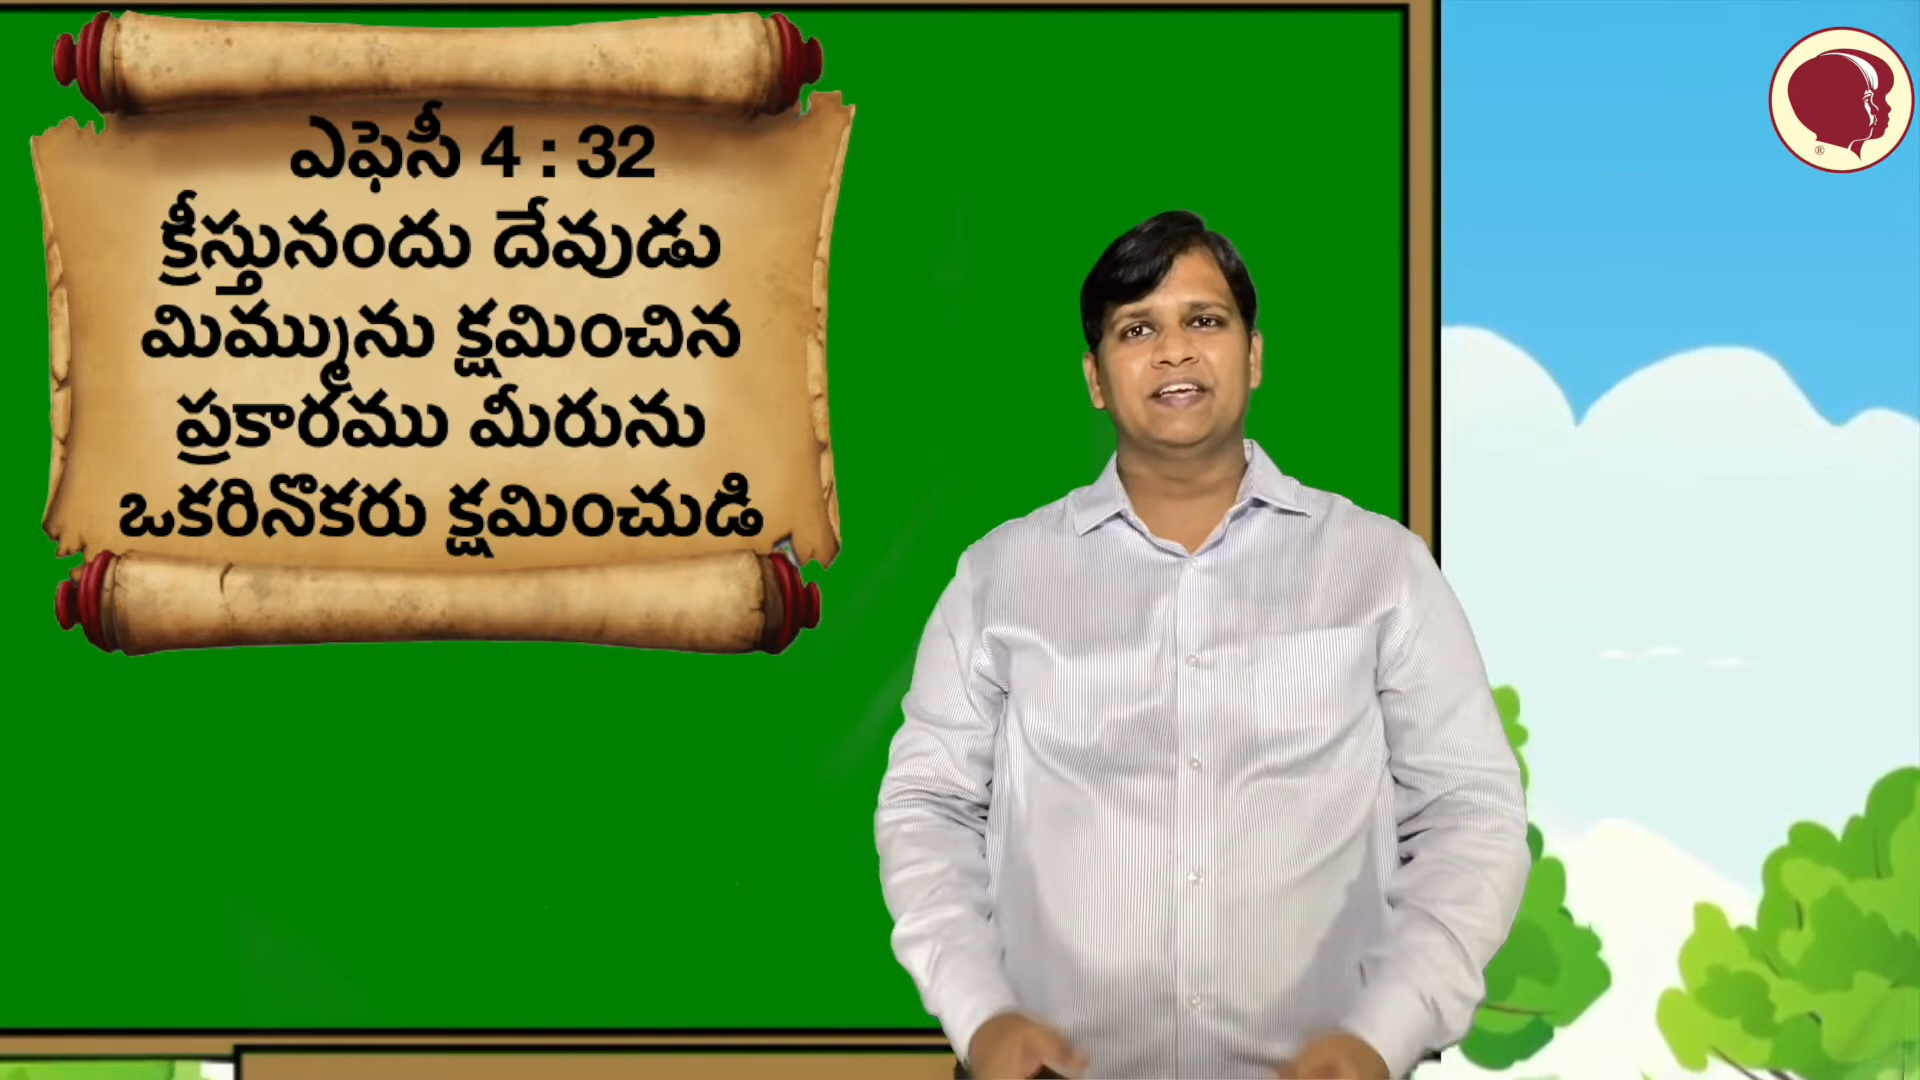 ఎఫెసీ 4 : 32
క్రీస్తునందు దేవుడు
మిమ్మును క్షమించిన
ప్రకారము మీరును
ఒకరినొకరు క్షమించుడి
®